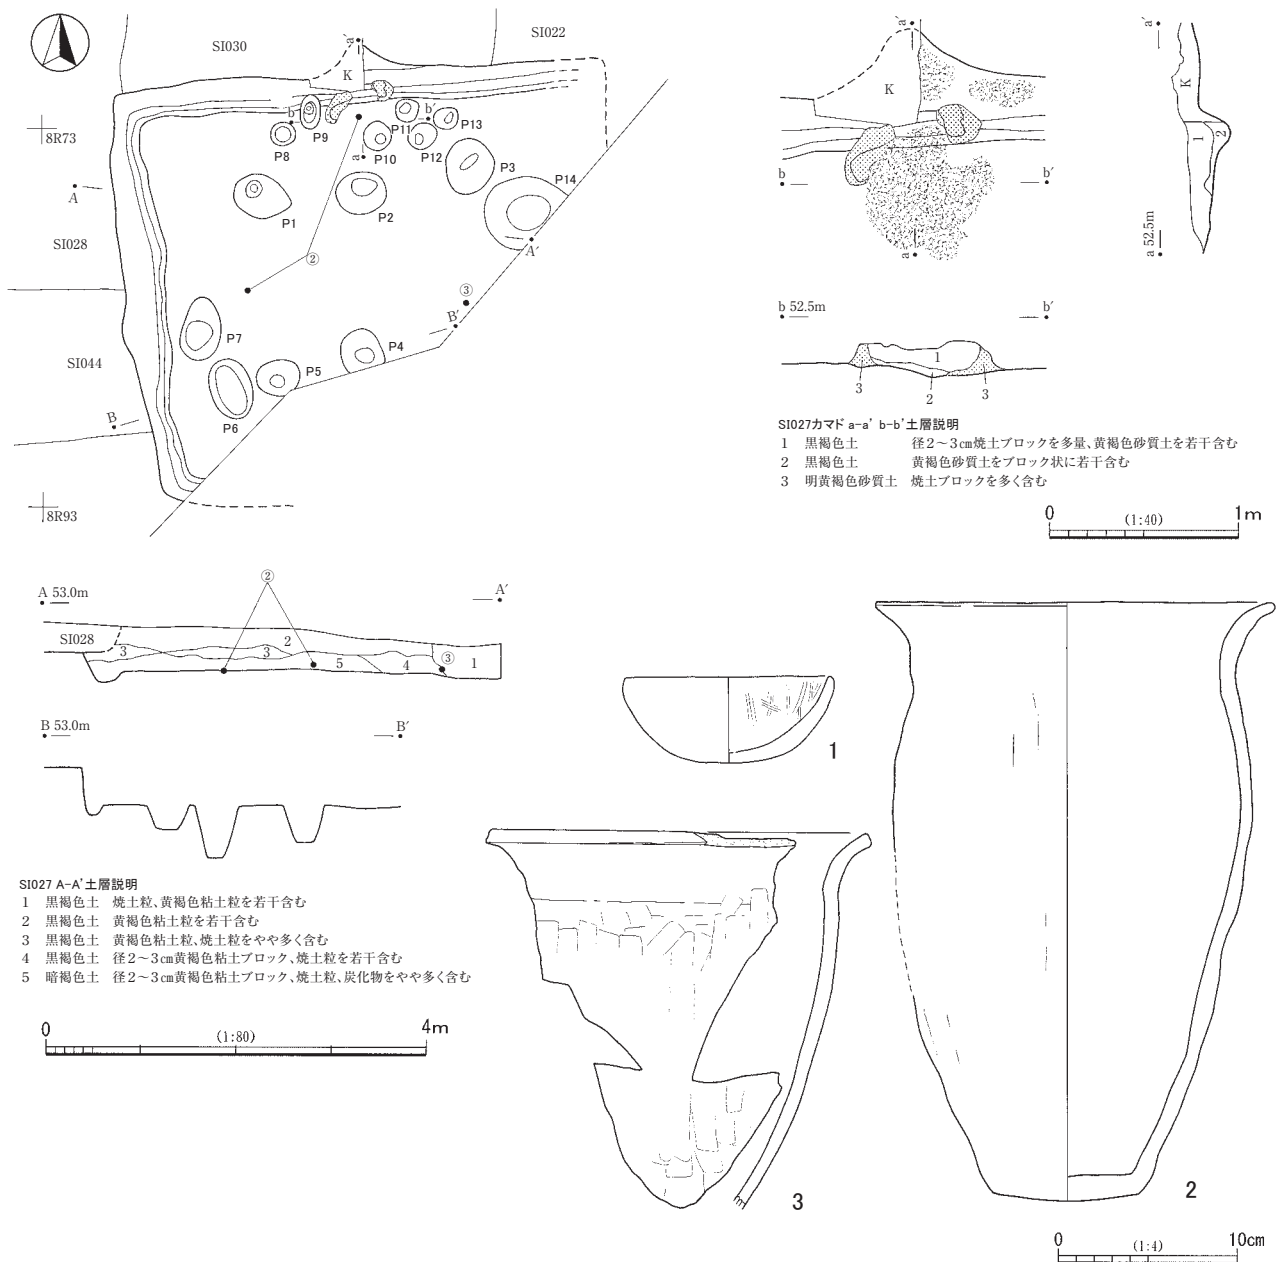 SI030
SI022
a′
K
8R73
b
b′
P8
P9
P11
P13
a
P10
P12
P3
P14
A
P1
P2
A′
SI028
②
③
B′
P7
P4
SI044
P5
B
P6
8R93
a′
K
b
b′
a
a′
K
1
2
a 52.5m
b 52.5m
b′
1
3
2
3
SI027カマド a-a’ b-b’土層説明
1 黒褐色土 径2〜3㎝焼土ブロックを多量、黄褐色砂質土を若干含む
2 黒褐色土 黄褐色砂質土をブロック状に若干含む
3 明黄褐色砂質土 焼土ブロックを多く含む
0 (1:40) 1m
A 53.0m
②
A′
SI028
3
2
3
5
4
③
1
B 53.0m
B′
SI027 A-A’土層説明
1 黒褐色土 焼土粒、黄褐色粘土粒を若干含む
2 黒褐色土 黄褐色粘土粒を若干含む
3 黒褐色土 黄褐色粘土粒、焼土粒をやや多く含む
4 黒褐色土 径2〜3㎝黄褐色粘土ブロック、焼土粒を若干含む
5 暗褐色土 径2〜3㎝黄褐色粘土ブロック、焼土粒、炭化物をやや多く含む
0 (1:80) 4m
1
3
2
0 (1:4) 10cm